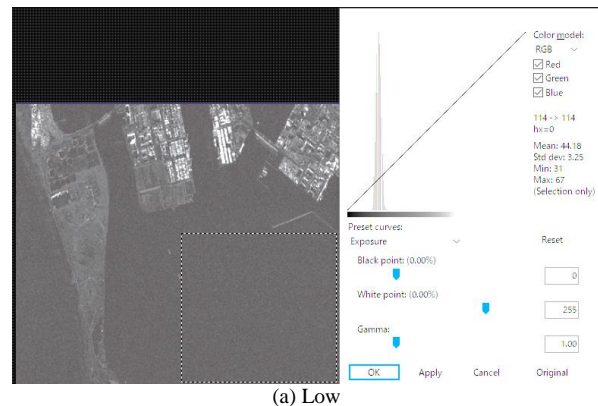 Color model:
RGB
Red
Green
Blue
114 -> 114
hx=0
Mean: 44.18
Std dev: 3.25
Min: 31
Max: 67
(Selection only)
Preset curves:
Exposure
Reset
Black point: (0.00%)
0
White point: (0.00%)
255
Gamma:
1.00
OK Apply Cancel Original
(a) Low